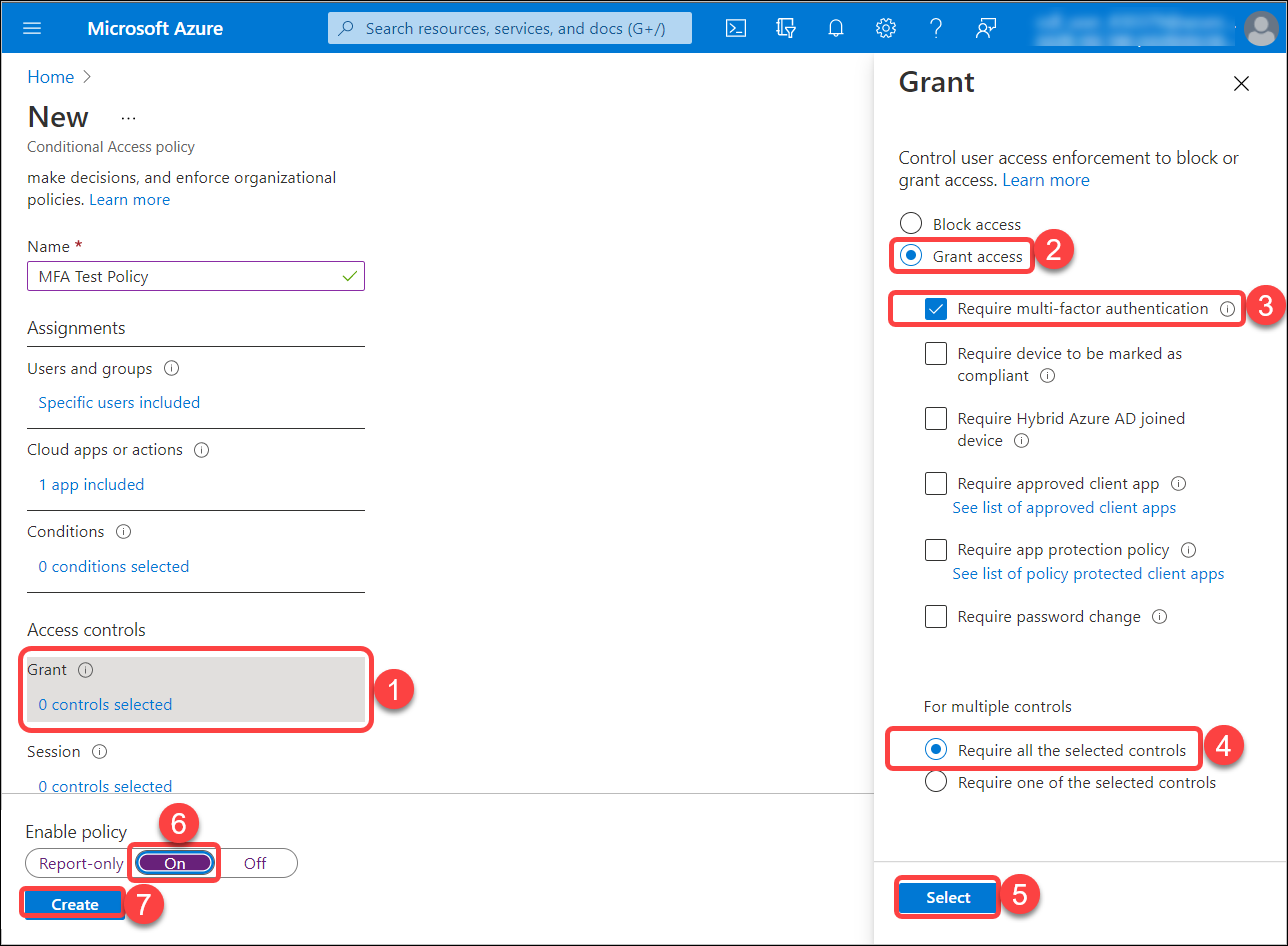 Microsoft Azure
Search resources, services, and docs (G+/)
Home
New ...
Conditional Access policy
make decisions, and enforce organizational
policies. Learn more
Name *
MFA Test Policy
Assignments
Users and groups
Specific users included
Cloud apps or actions
1 app included
Conditions
0 conditions selected
Access controls
Grant
0 controls selected
1
Session
0 controls selected
Enable policy
6
Report-only On Off
Create
7
Grant
Control user access enforcement to block or
grant access. Learn more
Block access
Grant access
2
Require multi-factor authentication
3
Require device to be marked as
compliant
Require Hybrid Azure AD joined
device
Require approved client app
See list of approved client apps
Require app protection policy
See list of policy protected client apps
Require password change
For multiple controls
Require all the selected controls
4
Require one of the selected controls
Select
5